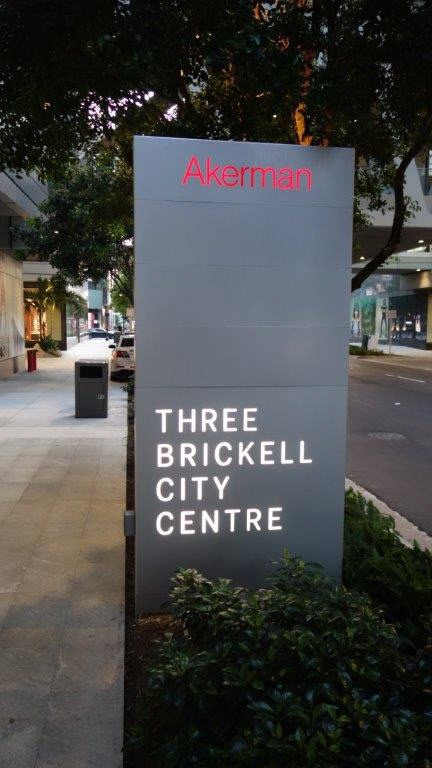 Akerman
THREE
BRICKELL
CITY
CENTRE